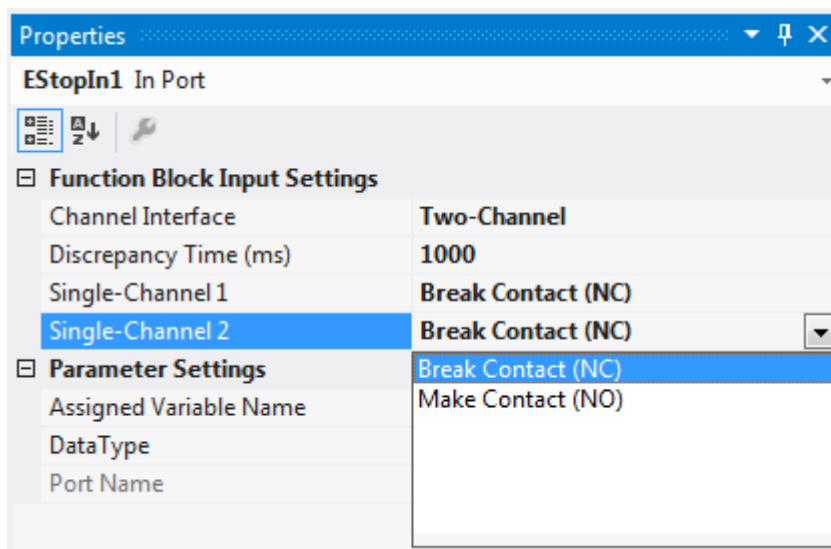 Properties
EStopIn1 In Port
Function Block Input Settings
Channel Interface Two-Channel
Discrepancy Time (ms) 1000
Single-Channel 1 Break Contact (NC)
Single-Channel 2 Break Contact (NC)
Parameter Settings Break Contact (NC)
Assigned Variable Name Make Contact (NO)
DataType
Port Name